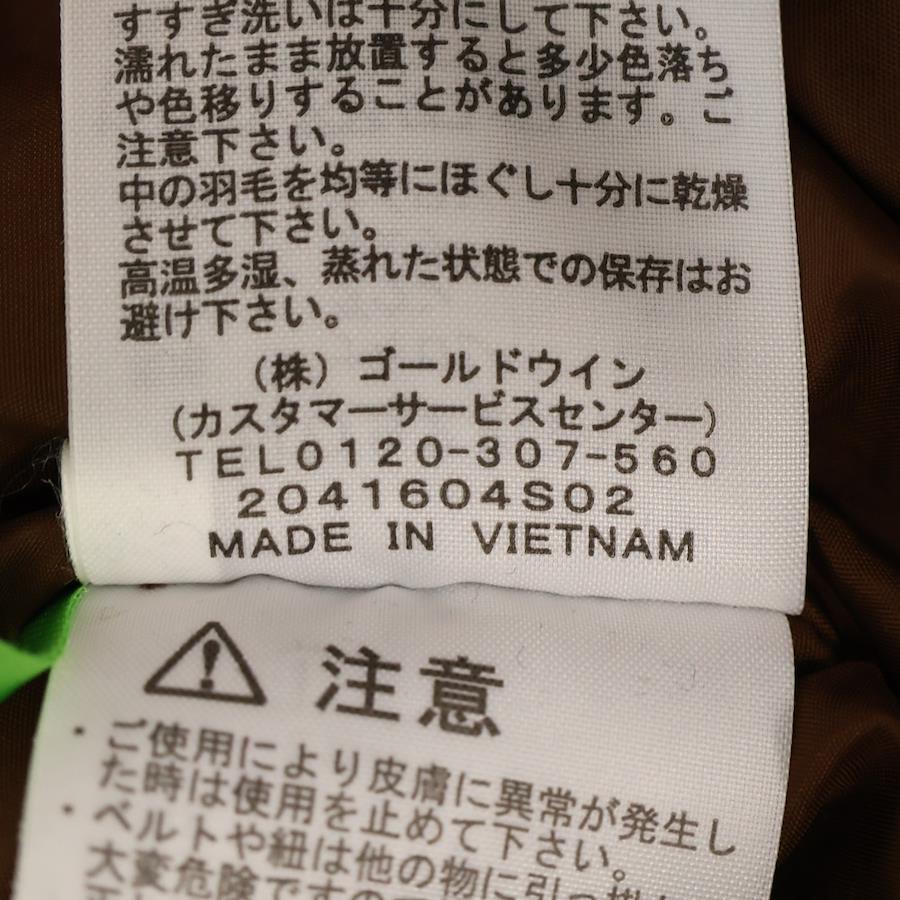 すすぎ洗いは十分にして下さい。
濡れたまま放置すると多少色落ち
や色移りすることがあります。ご
注意下さい。
中の羽毛を均等にほぐし十分に乾燥
させて下さい。
高温多湿、蒸れた状態での保存はお
避け下さい。
(株) ゴールドウイン
(カスタマーサービスセンター)
TEL0120-307-560
2041604S02
MADE IN VIETNAM
注意
・ご使用により皮膚に異常が発生し
た時は使用を止めて下さい。
・ベルトや紐は他の物に引っ掛
大変危険ですの